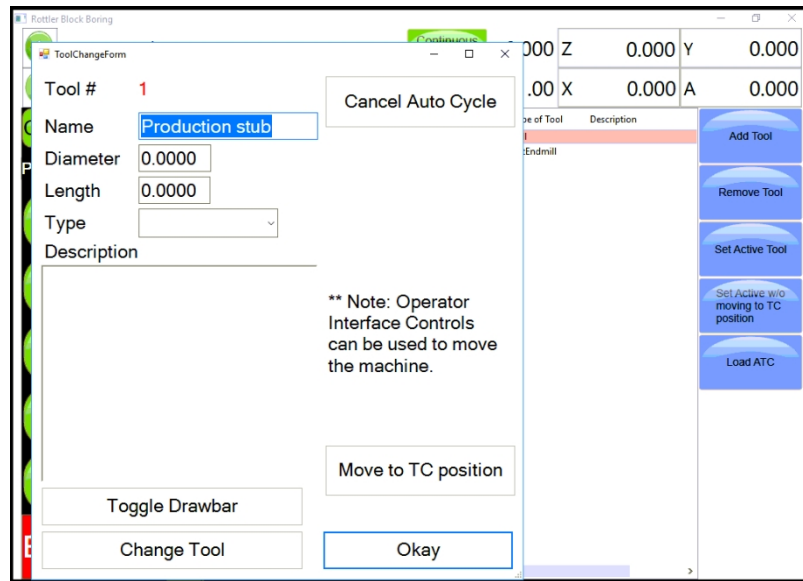 Rottler Block Boring
Continuous
.000 Z 0.000 Y 0.000
.00 X 0.000 A 0.000
ToolChangeForm
Tool # 1
Cancel Auto Cycle
Name Production stub
Diameter 0.0000
Length 0.0000
Type
Description
** Note: Operator
Interface Controls
can be used to move
the machine.
Move to TC position
Toggle Drawbar
Change Tool
Okay
pe of Tool Description
Endmill
Add Tool
Remove Tool
Set Active Tool
Set Active w/o
moving to TC
position
Load ATC